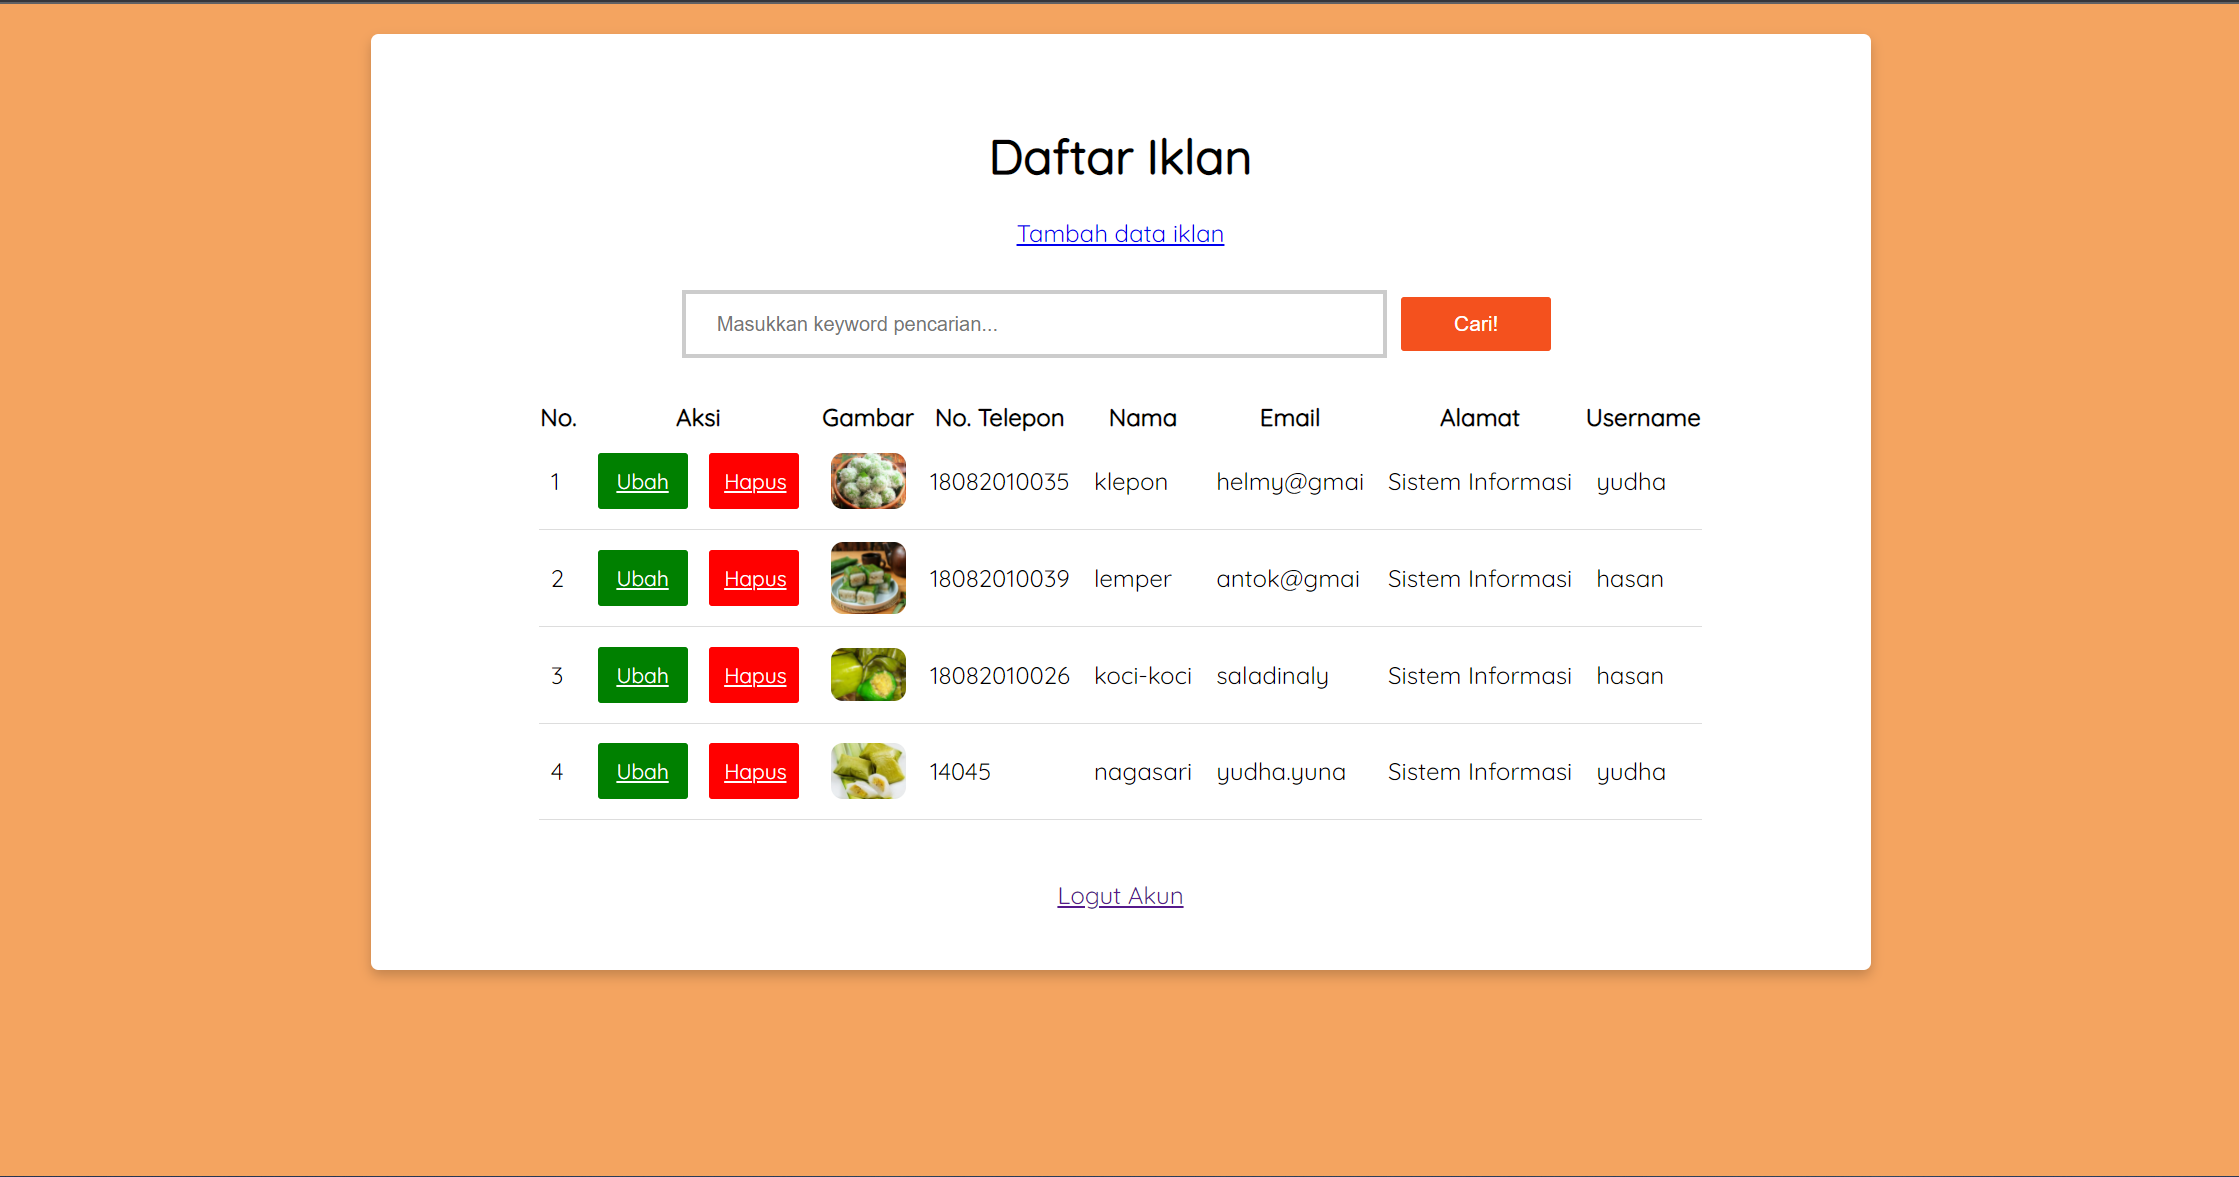 Daftar Iklan
Tambah data iklan
Masukkan keyword pencarian... Cari!
No. Aksi Gambar No. Telepon Nama Email Alamat Username
1 Ubah Hapus 18082010035 klepon helmy@gmai Sistem Informasi yudha
2 Ubah Hapus 18082010039 lemper antok@gmai Sistem Informasi hasan
3 Ubah Hapus 18082010026 koci-koci saladinaly Sistem Informasi hasan
4 Ubah Hapus 14045 nagasari yudha.yuna Sistem Informasi yudha
Logut Akun